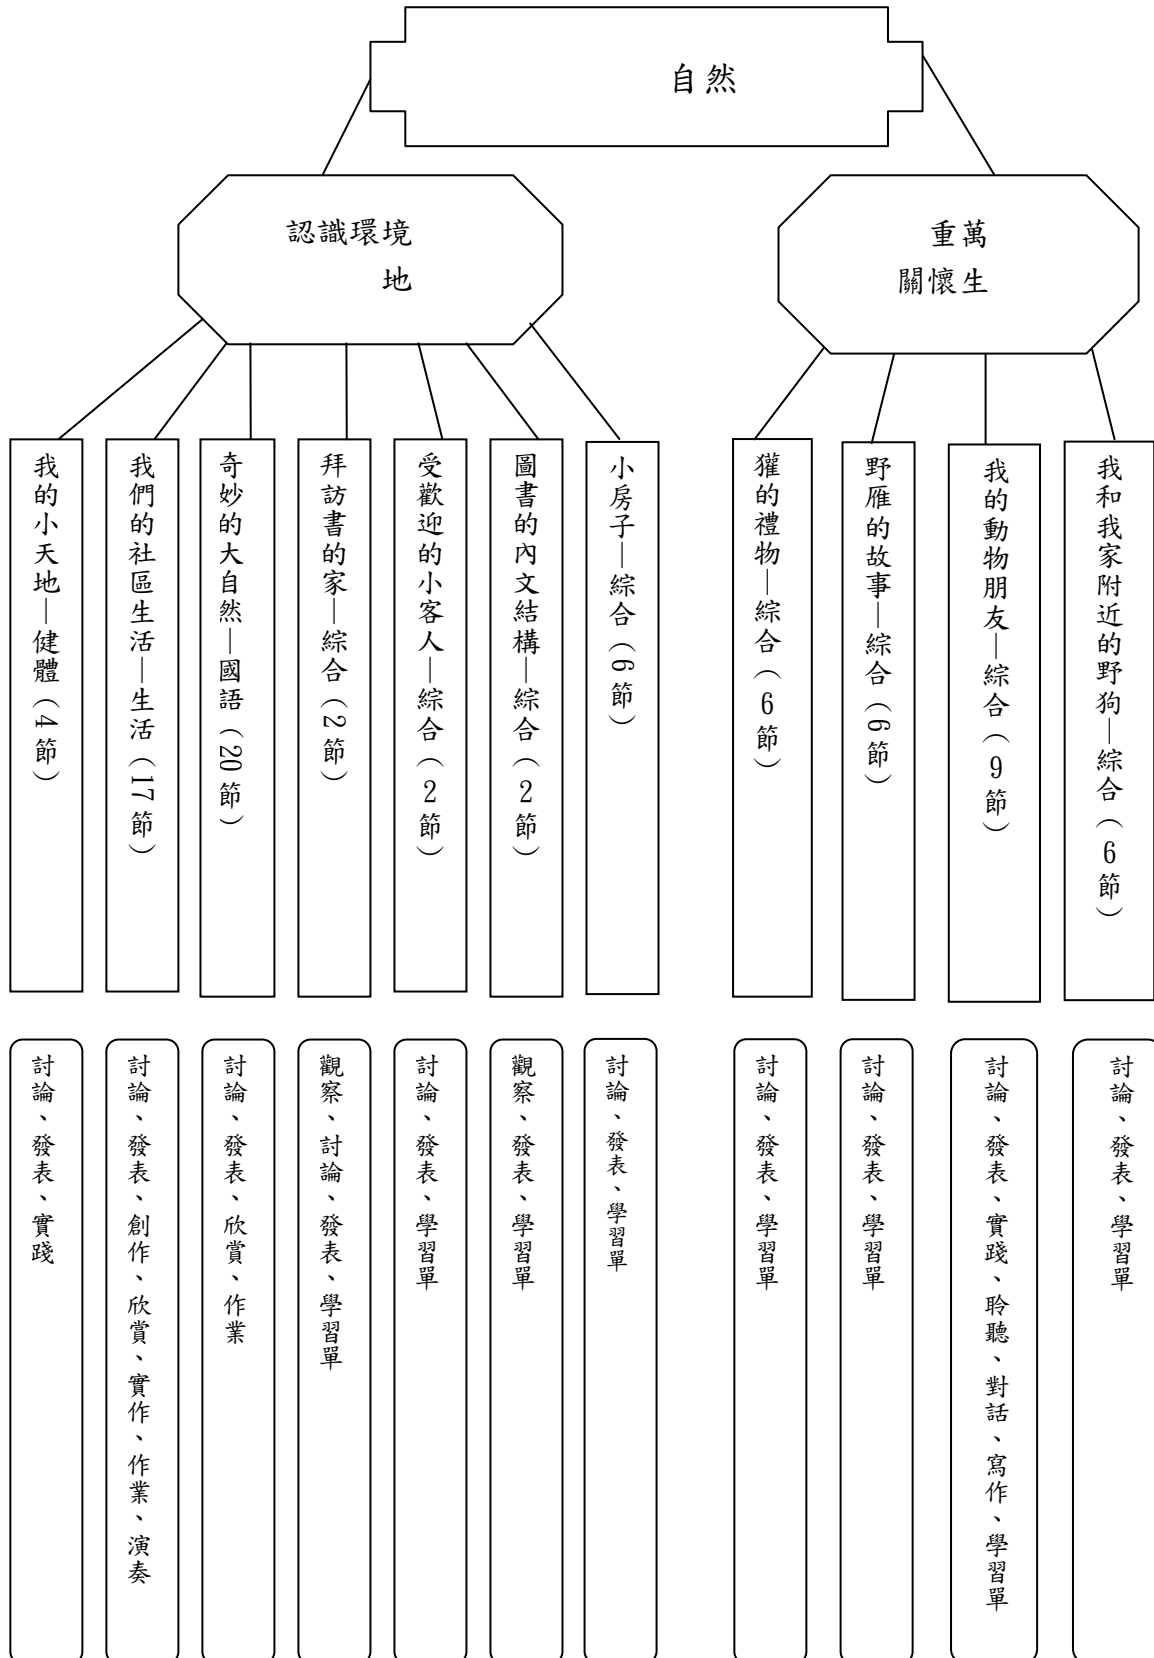 自然
認識環境
地
重萬
關懷生
我的小天地—健體（4節）
我們的社區生活—生活（17節）
奇妙的大自然—國語（20節）
拜訪書的家—綜合（2節）
受歡迎的小客人—綜合（2節）
圖書的內文結構—綜合（2節）
小房子—綜合（6節）
獾的禮物—綜合（6節）
野雁的故事—綜合（6節）
我的動物朋友—綜合（9節）
我和我家附近的野狗—綜合（6節）
討論、發表、實踐
討論、發表、創作、欣賞、實作、作業、演奏
討論、發表、欣賞、作業
觀察、討論、發表、學習單
討論、發表、學習單
觀察、發表、學習單
討論、發表、學習單
討論、發表、學習單
討論、發表、學習單
討論、發表、實踐、聆聽、對話、寫作、學習單
討論、發表、學習單